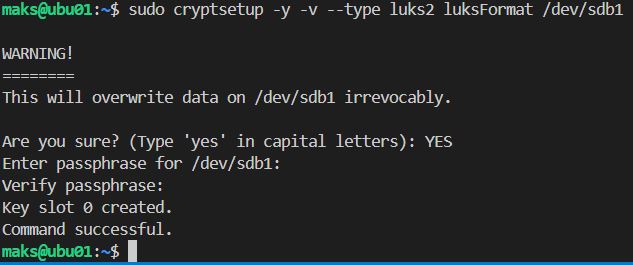 maks@ubu01:~$ sudo cryptsetup -y -v --type luks2 luksFormat /dev/sdb1
WARNING!
========
This will overwrite data on /dev/sdb1 irrevocably.
Are you sure? (Type 'yes' in capital letters): YES
Enter passphrase for /dev/sdb1:
Verify passphrase:
Key slot 0 created.
Command successful.
maks@ubu01:~$